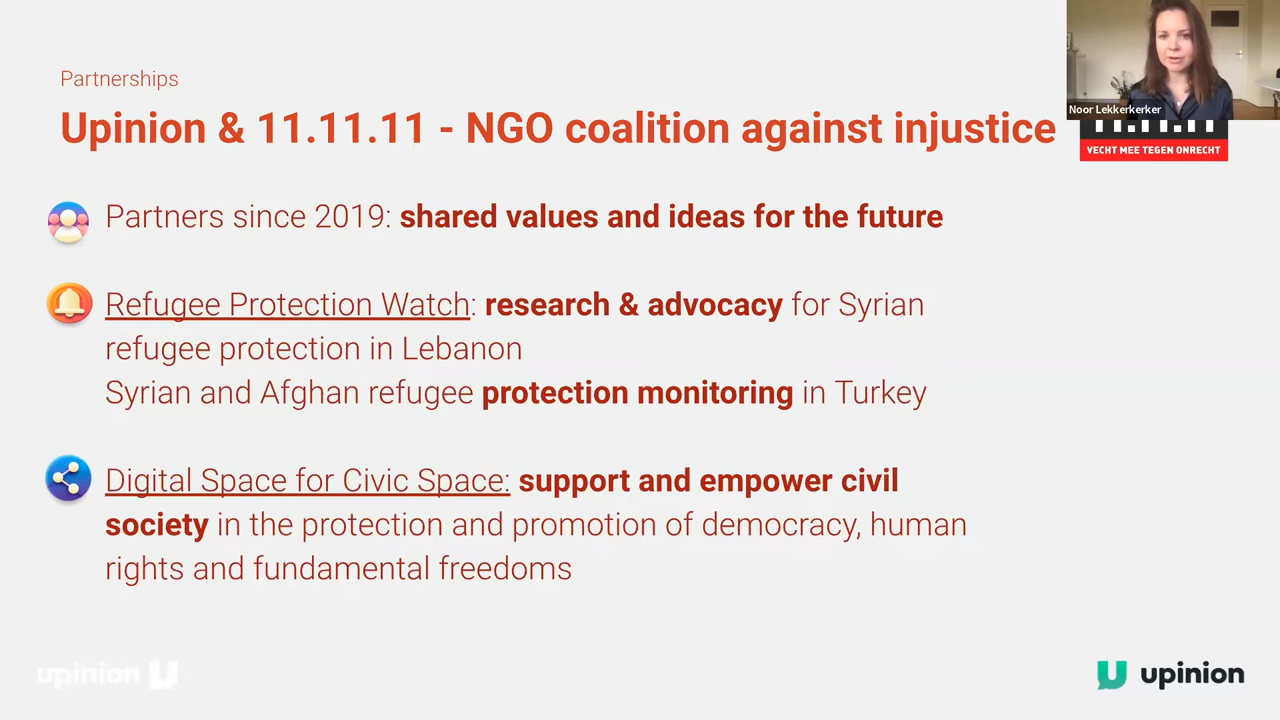 Partnerships
Upinion & 11.11.11 - NGO coalition against injustice
Noor Lekkerkerker
VECHT MEE TEGEN ONRECHT
Partners since 2019: shared values and ideas for the future
Refugee Protection Watch: research & advocacy for Syrian
refugee protection in Lebanon
Syrian and Afghan refugee protection monitoring in Turkey
Digital Space for Civic Space: support and empower civil
society in the protection and promotion of democracy, human
rights and fundamental freedoms
upinion
upinion